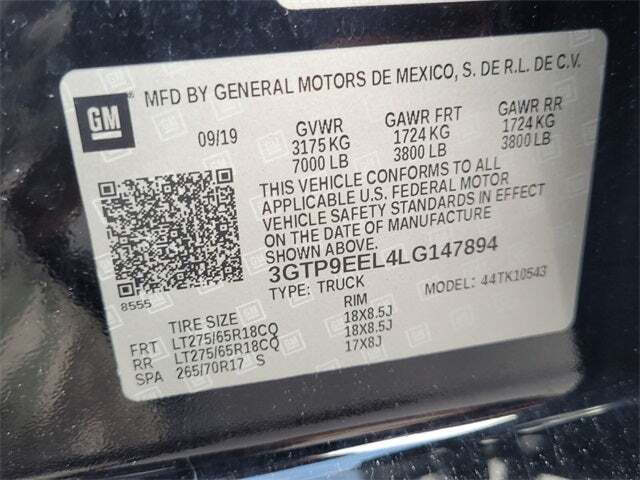 GM
MFD BY GENERAL MOTORS DE MEXICO, S. DE R.L. DE C.V.
09/19 GVWR GAWR FRT GAWR RR
3175 KG 1724 KG 1724 KG
7000 LB 3800 LB 3800 LB
THIS VEHICLE CONFORMS TO ALL
APPLICABLE U.S. FEDERAL MOTOR
VEHICLE SAFETY STANDARDS IN EFFECT
ON THE DATE OF MANUFACTURE
SHOWN ABOVE.
8555
3GTP9EEL4LG147894
TYPE: TRUCK MODEL: 44TK10543
TIRE SIZE RIM
FRT LT275/65R18CQ 18X8.5J
RR LT275/65R18CQ 18X8.5J
SPA 265/70R17 S 17X8J